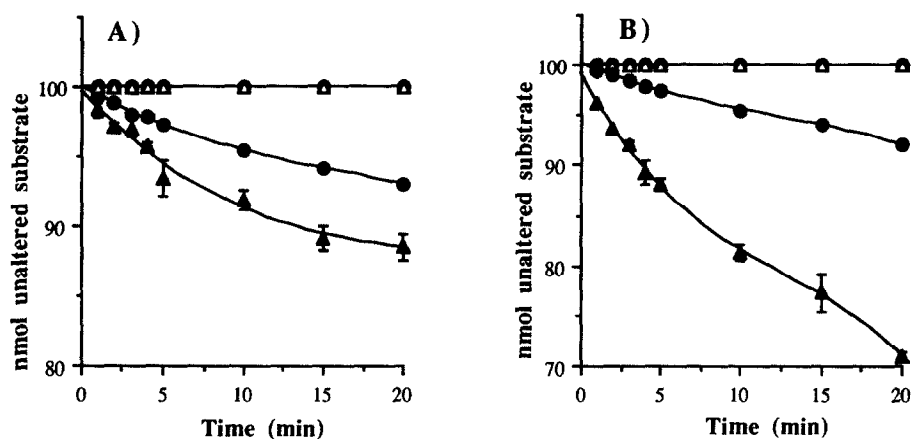 A)
nmol unaltered substrate
100
90
80
0 5 10 15 20
Time (min)
B)
nmol unaltered substrate
100
90
80
70
0 5 10 15 20
Time (min)